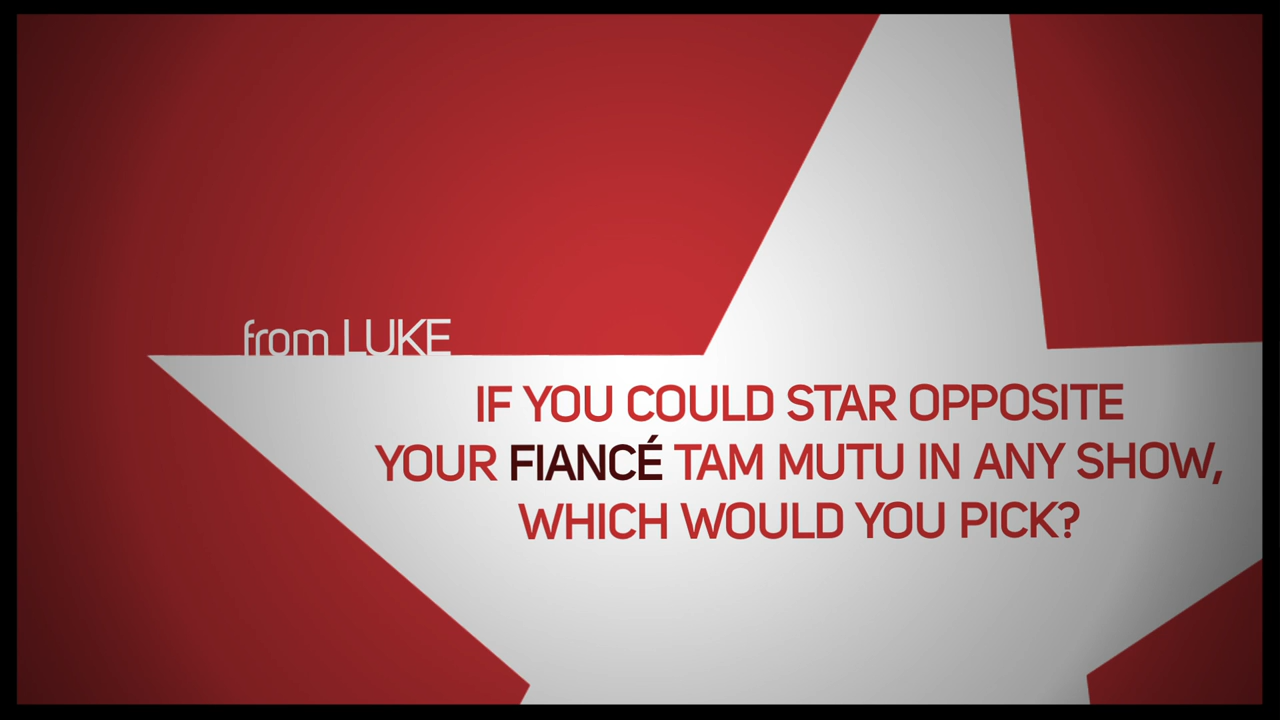 from LUKE
IF YOU COULD STAR OPPOSITE
YOUR FIANCÉ TAM MUTU IN ANY SHOW,
WHICH WOULD YOU PICK?